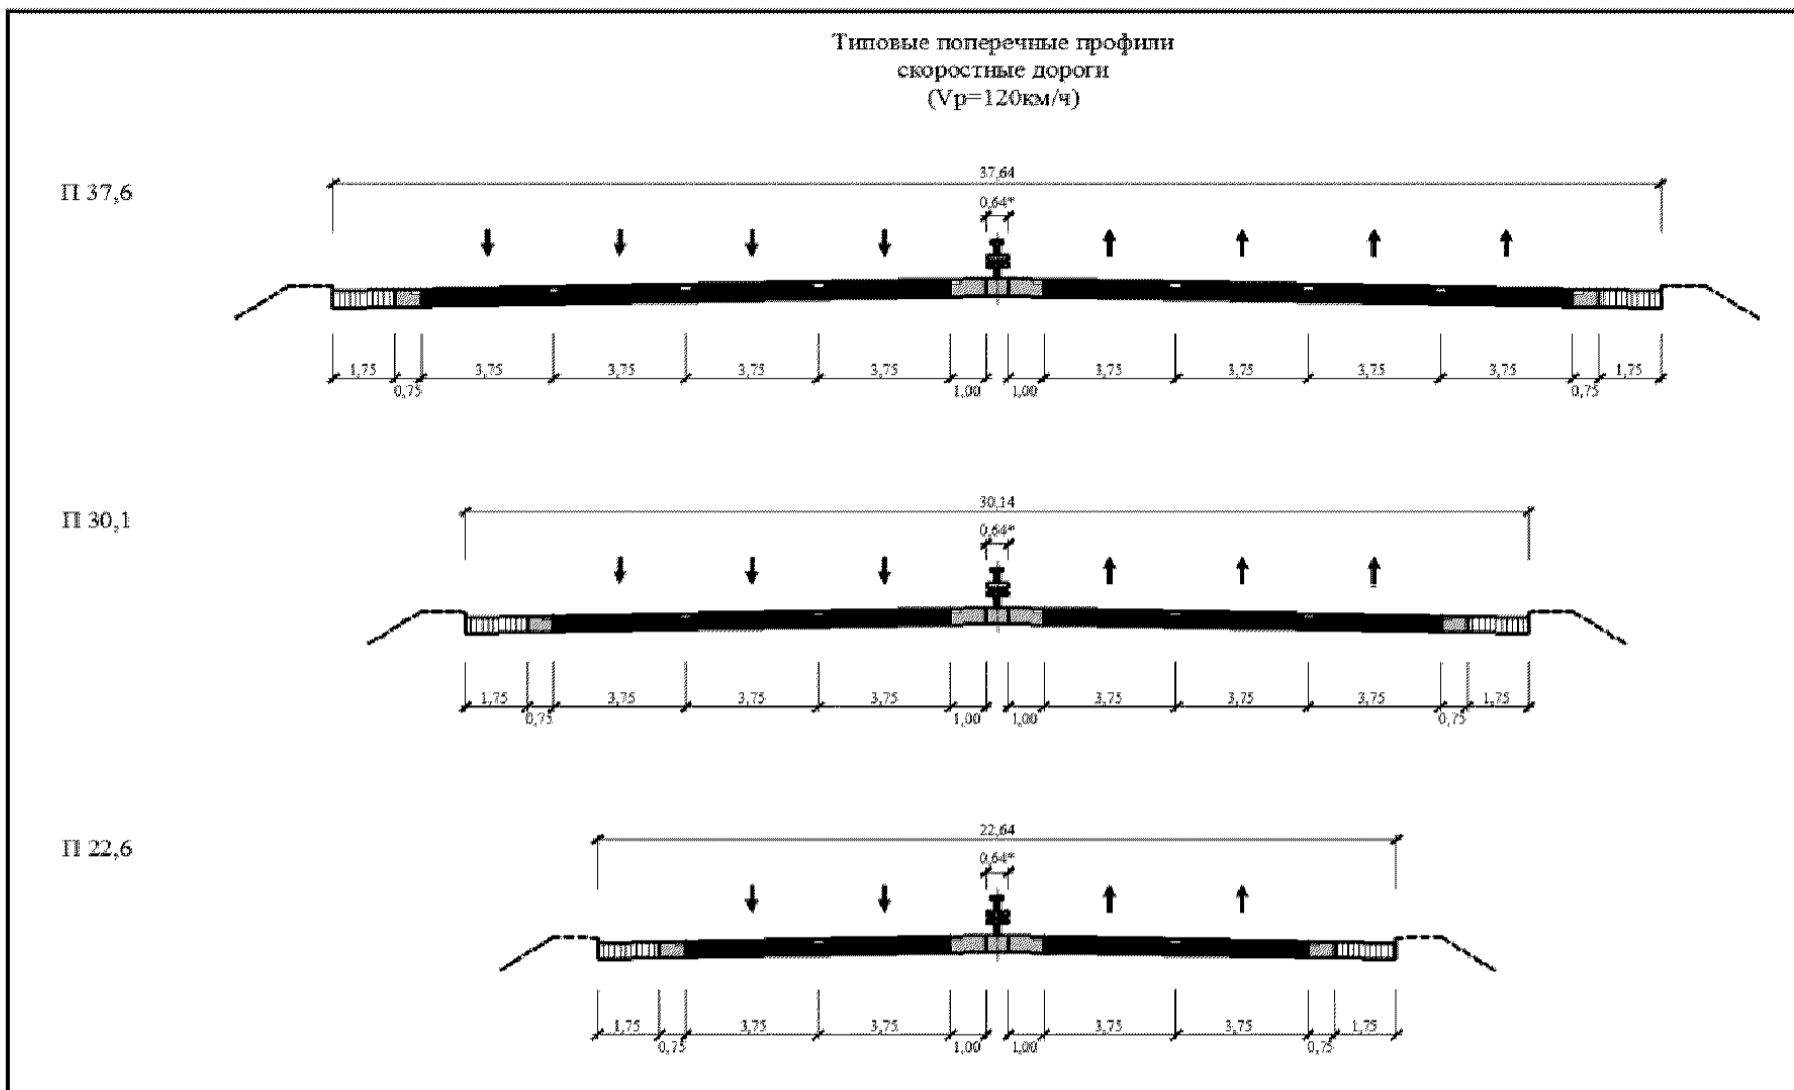 Типовые поперечные профили
скоростные дороги
(Vp=120км/ч)
П 37,6
37,64
0,64*
1,75 3,75 3,75 3,75 3,75 3,75 3,75 3,75 3,75 1,75
0,75 1,00 1,00 0,75
П 30,1
30,14
0,64*
1,75 3,75 3,75 3,75 3,75 3,75 3,75 1,75
0,75 1,00 1,00 0,75
П 22,6
22,64
0,64*
1,75 3,75 3,75 3,75 3,75 1,75
0,75 1,00 1,00 0,75